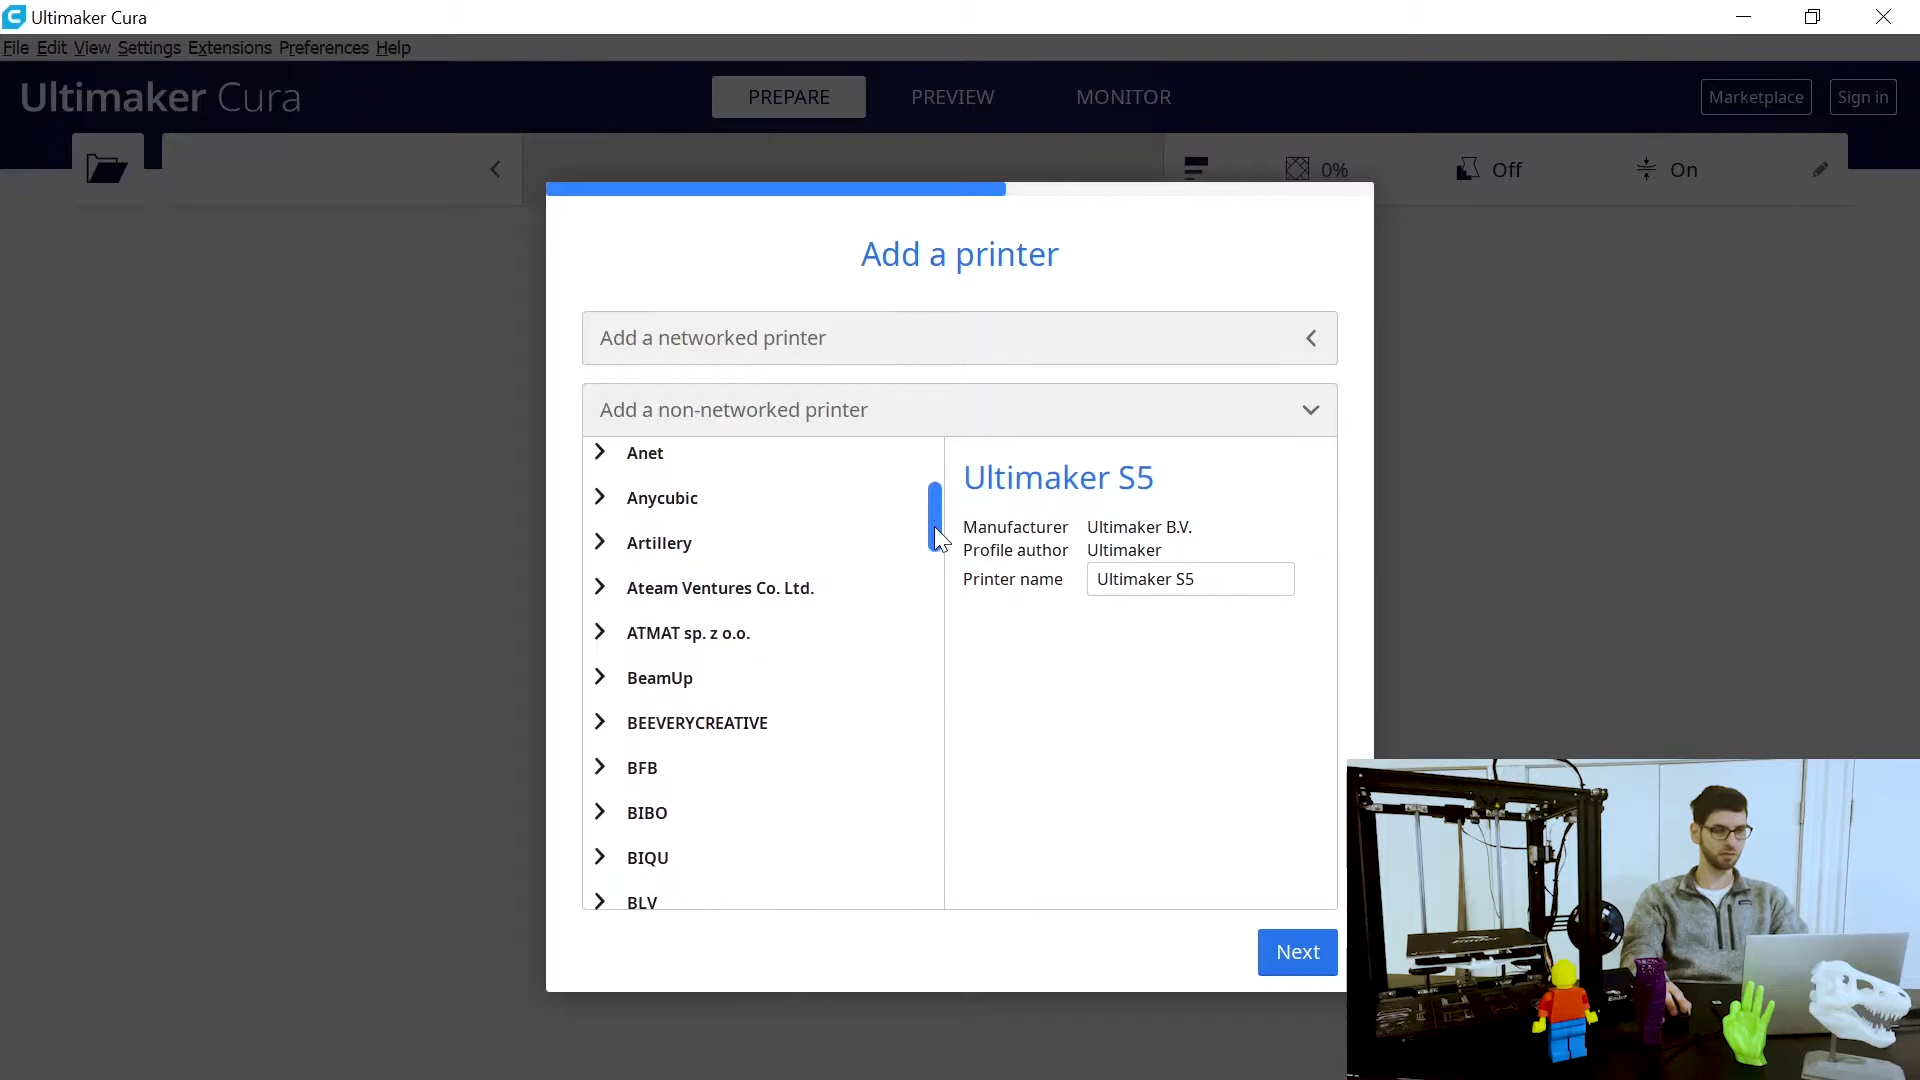 Ultimaker Cura
File Edit View Settings Extensions Preferences Help
Ultimaker Cura
PREPARE
PREVIEW
MONITOR
Marketplace
Sign in
0%
Off
On
Add a printer
Add a networked printer
Add a non-networked printer
Anet
Anycubic
Artillery
Ateam Ventures Co. Ltd.
ATMAT sp. z o.o.
BeamUp
BEEVERYCREATIVE
BFB
BIBO
BIQU
BLV
Ultimaker S5
Manufacturer Ultimaker B.V.
Profile author Ultimaker
Printer name Ultimaker S5
Next